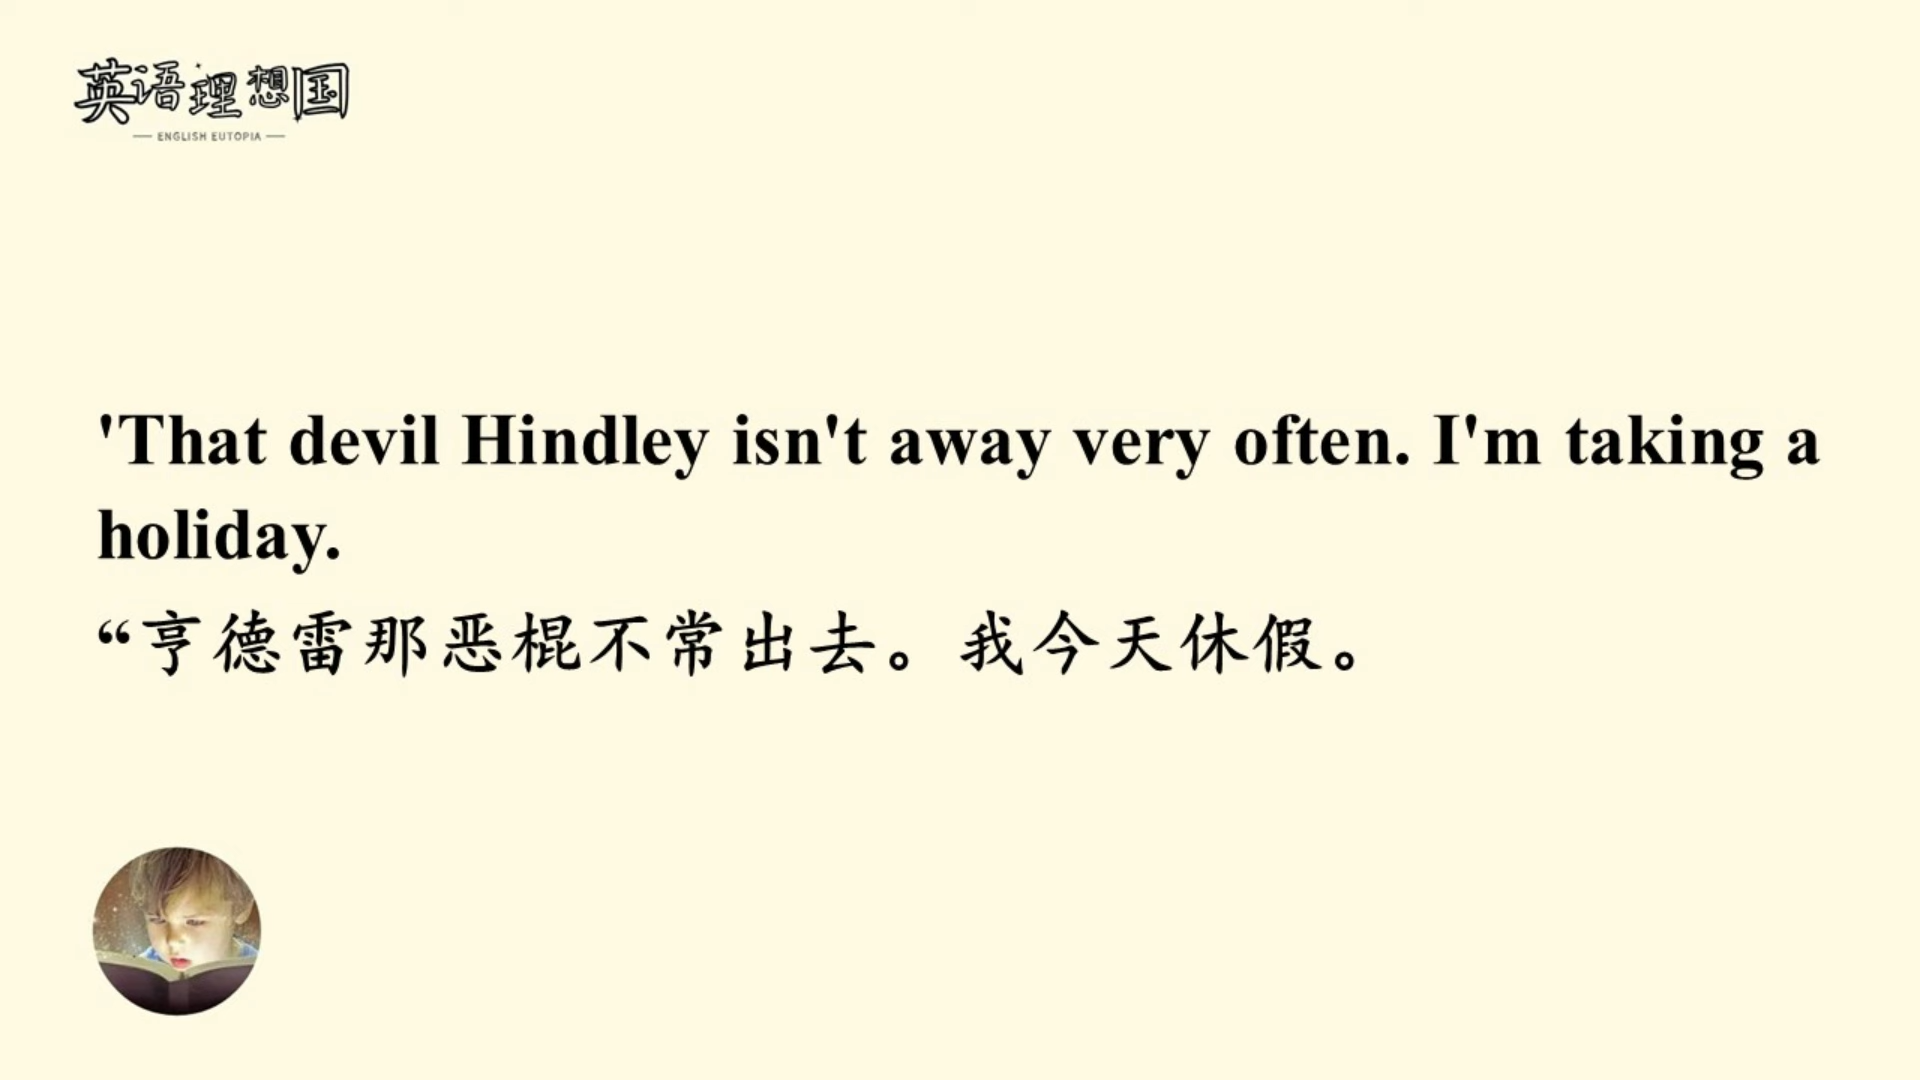 英语理想国
ENGLISH EUTOPIA
'That devil Hindley isn't away very often. I'm taking a
holiday.
“亨德雷那恶棍不常出去。我今天休假。